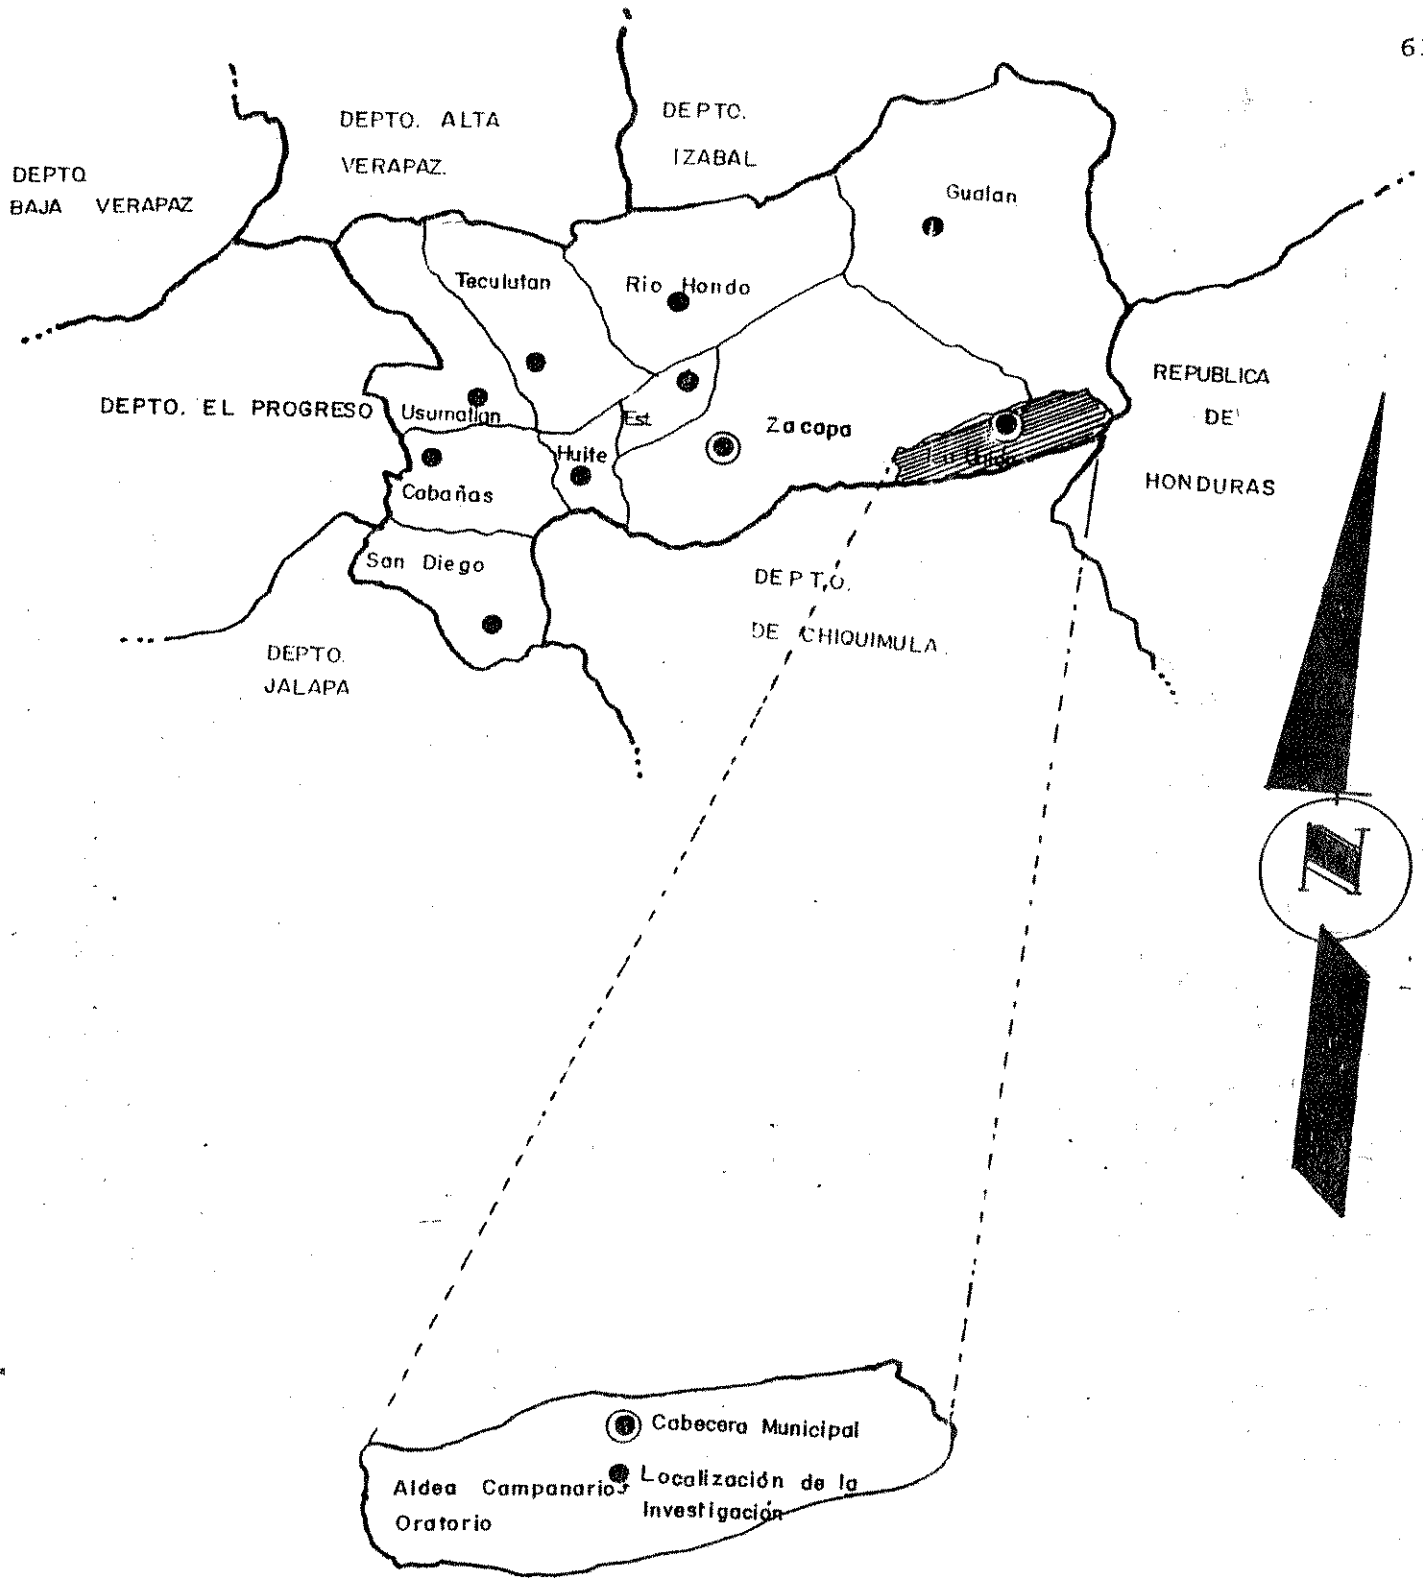 DEPTO. ALTA
VERAPAZ.
DEPTO.
IZABAL
DEPTO
BAJA VERAPAZ
Gualan
Teculutan
Rio Hondo
REPUBLICA
DE
HONDURAS
DEPTO. EL PROGRESO
Usumatlan
Est
Zacapa
Huite
La Unión
Cabañas
San Diego
DEPTO.
DE CHIQUIMULA.
DEPTO.
JALAPA
N
Cabecera Municipal
Aldea Campanario
Oratorio
Localización de la
Investigación